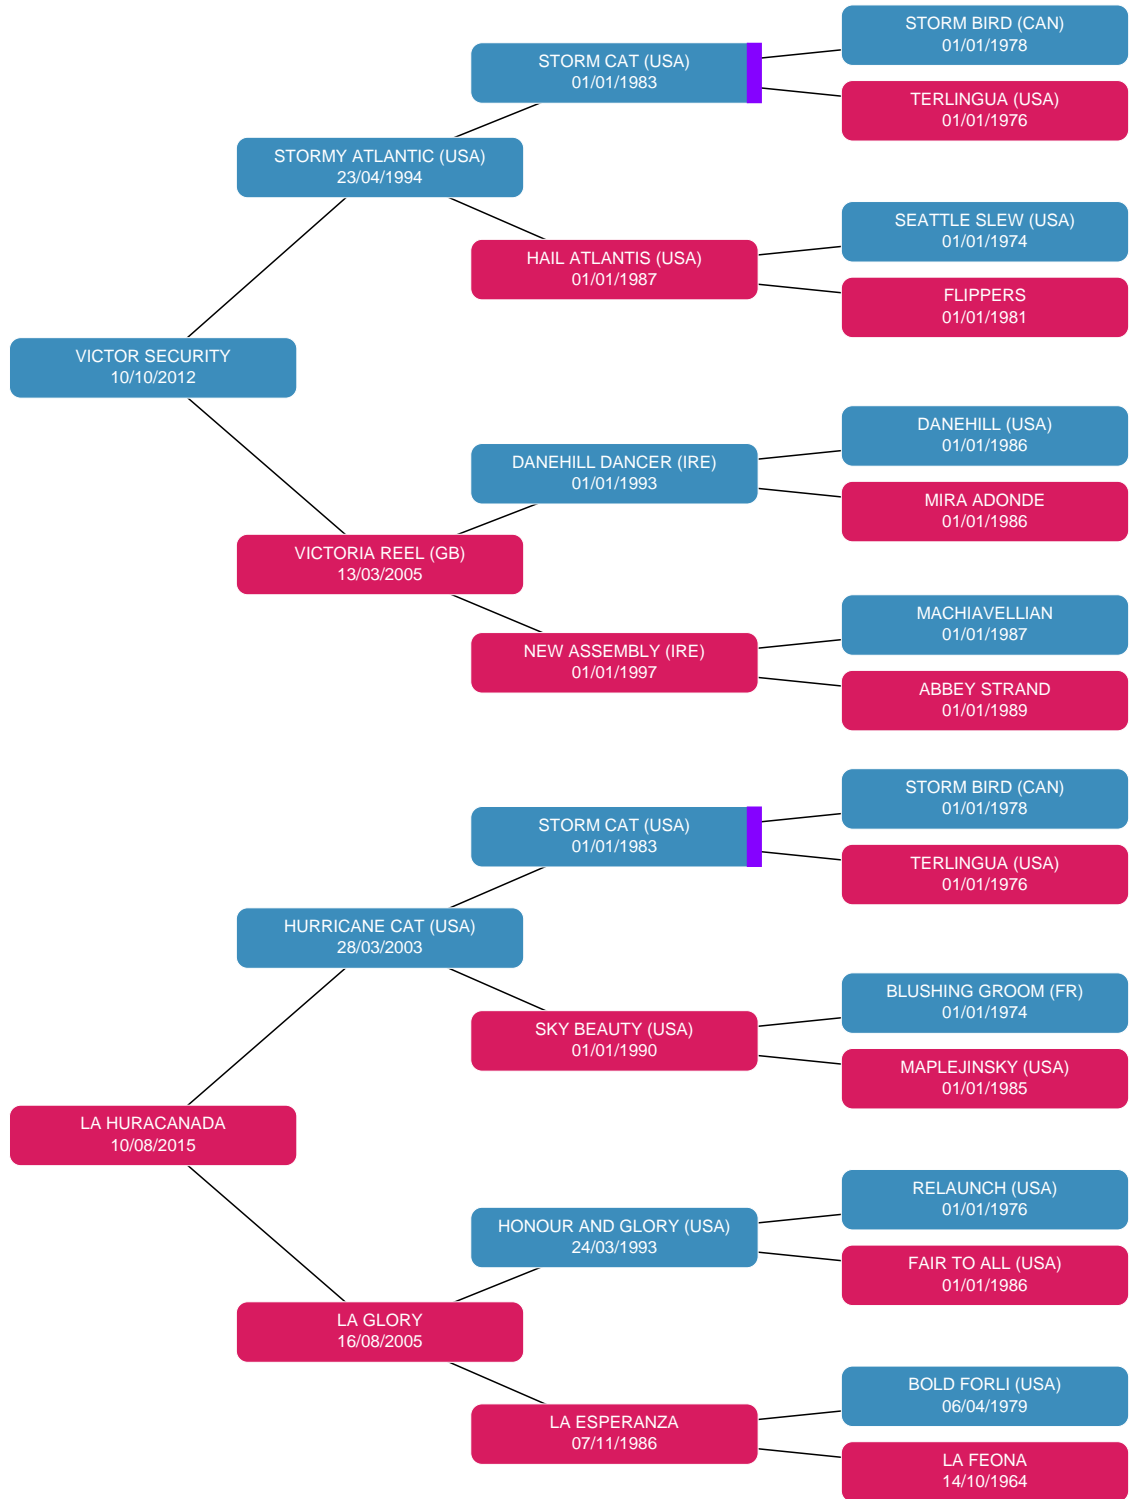 STORM BIRD (CAN)
01/01/1978
STORM CAT (USA)
01/01/1983
TERLINGUA (USA)
01/01/1976
STORMY ATLANTIC (USA)
23/04/1994
SEATTLE SLEW (USA)
01/01/1974
HAIL ATLANTIS (USA)
01/01/1987
FLIPPERS
01/01/1981
VICTOR SECURITY
10/10/2012
DANEHILL (USA)
01/01/1986
DANEHILL DANCER (IRE)
01/01/1993
MIRA ADONDE
01/01/1986
VICTORIA REEL (GB)
13/03/2005
MACHIAVELLIAN
01/01/1987
NEW ASSEMBLY (IRE)
01/01/1997
ABBEY STRAND
01/01/1989
STORM BIRD (CAN)
01/01/1978
STORM CAT (USA)
01/01/1983
TERLINGUA (USA)
01/01/1976
HURRICANE CAT (USA)
28/03/2003
BLUSHING GROOM (FR)
01/01/1974
SKY BEAUTY (USA)
01/01/1990
MAPLEJINSKY (USA)
01/01/1985
LA HURACANADA
10/08/2015
RELAUNCH (USA)
01/01/1976
HONOUR AND GLORY (USA)
24/03/1993
FAIR TO ALL (USA)
01/01/1986
LA GLORY
16/08/2005
BOLD FORLI (USA)
06/04/1979
LA ESPERANZA
07/11/1986
LA FEONA
14/10/1964